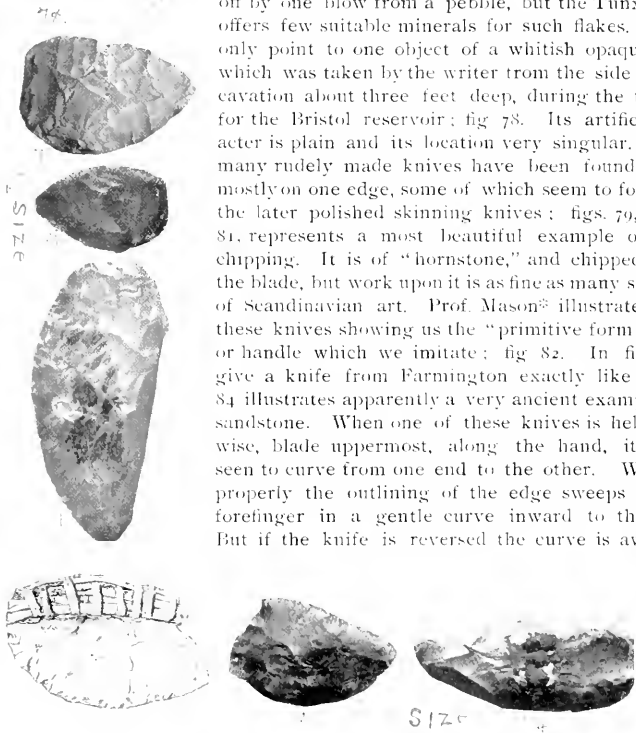 off by one blow from a pebble, but the Tunx
offers few suitable minerals for such flakes.
only point to one object of a whitish opaqu
which was taken by the writer from the side
cavation about three feet deep, during the
for the Bristol reservoir; fig 78. Its artific
acter is plain and its location very singular.
many rudely made knives have been found
mostly on one edge, some of which seem to fo
the later polished skinning knives; figs. 79,
81, represents a most beautiful example o
chipping. It is of "hornstone," and chipped
the blade, but work upon it is as fine as many s
of Scandinavian art. Prof. Mason* illustrate
these knives showing us the "primitive form
or handle which we imitate; fig 82. In fi
give a knife from Farmington exactly like
84 illustrates apparently a very ancient exam
sandstone. When one of these knives is hel
wise, blade uppermost, along the hand, it
seen to curve from one end to the other. W
properly the outlining of the edge sweeps
forefinger in a gentle curve inward to th
But if the knife is reversed the curve is av
SIZE
SIZE